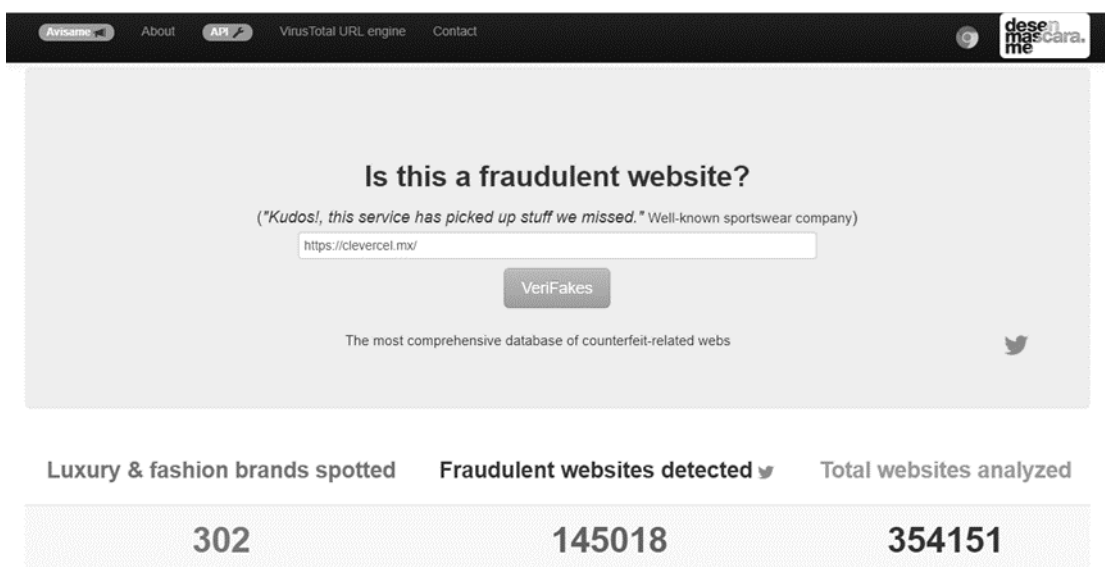 Avisame About API VirusTotal URL engine Contact
desen
mascara.
me
Is this a fraudulent website?
("Kudos!, this service has picked up stuff we missed." Well-known sportswear company)
https://clevercel.mx/
VeriFakes
The most comprehensive database of counterfeit-related webs
Luxury & fashion brands spotted Fraudulent websites detected Total websites analyzed
302 145018 354151